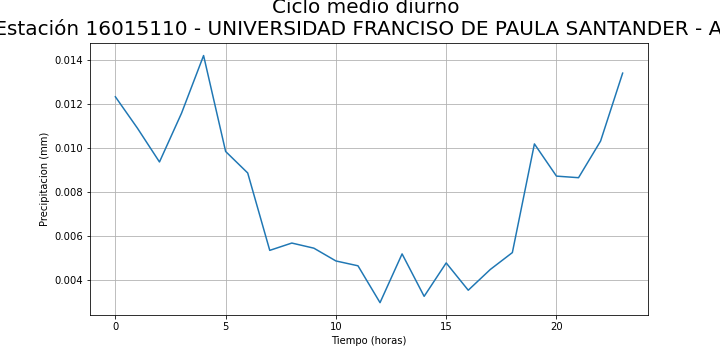 Ciclo medio diurno
Estación 16015110 - UNIVERSIDAD FRANCISO DE PAULA SANTANDER - A
0.014
0.012
0.010
0.008
0.006
0.004
Precipitacion (mm)
0 5 10 15 20
Tiempo (horas)